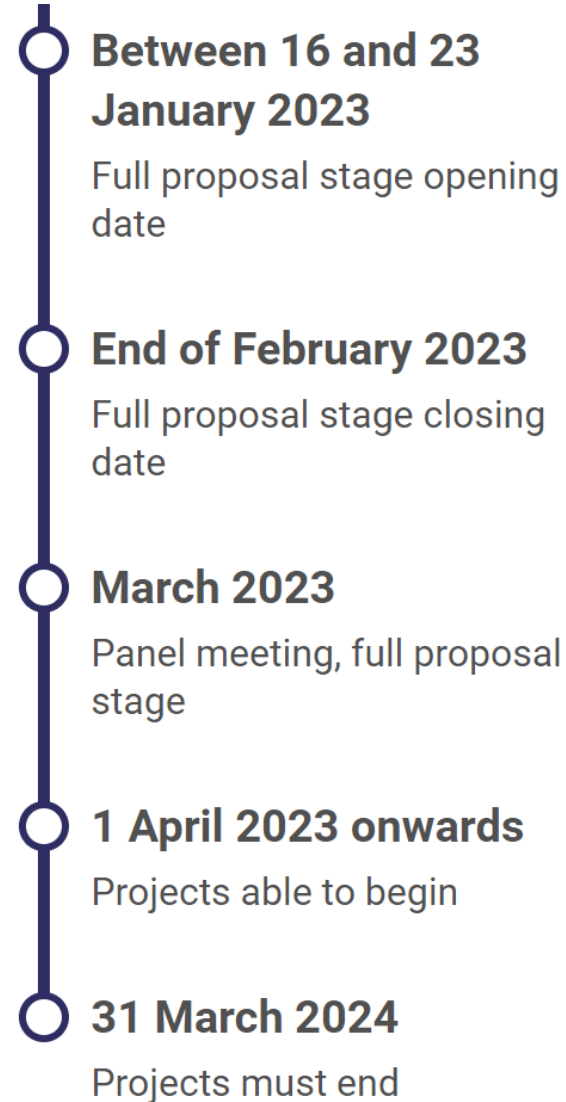 Between 16 and 23
January 2023
Full proposal stage opening
date
End of February 2023
Full proposal stage closing
date
March 2023
Panel meeting, full proposal
stage
1 April 2023 onwards
Projects able to begin
31 March 2024
Projects must end